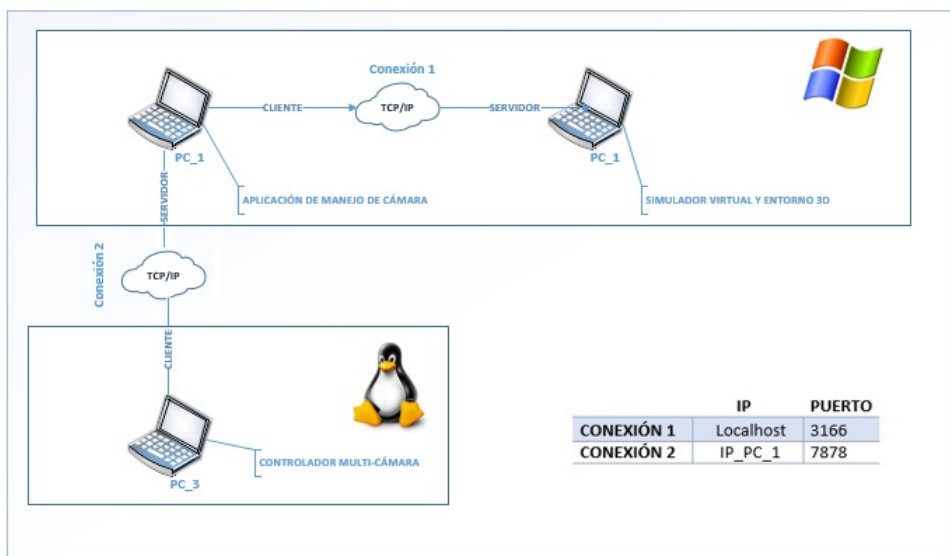 Conexión 1
CLIENTE
TCP/IP
SERVIDOR
PC_1
PC_1
APLICACIÓN DE MANEJO DE CÁMARA
SIMULADOR VIRTUAL Y ENTORNO 3D
SERVIDOR
Conexión 2
TCP/IP
CLIENTE
CONTROLADOR MULTI-CÁMARA
PC_3
IP PUERTO
CONEXIÓN 1 Localhost 3166
CONEXIÓN 2 IP_PC_1 7878